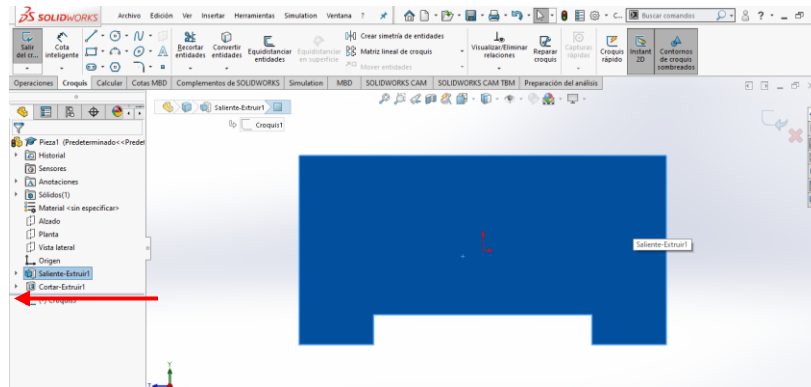 SOLIDWORKS
Archivo Edición Ver Insertar Herramientas Simulation Ventana ?
Buscar comandos
Salir del cr...
Cota inteligente
Recortar entidades
Convertir entidades
Equidistanciar entidades
Equidistanciar en superficie
Crear simetría de entidades
Matriz lineal de croquis
Mover entidades
Visualizar/Eliminar relaciones
Reparar croquis
Capturas rápidas
Croquis rápido
Instant 2D
Contornos de croquis sombreados
Operaciones Croquis Calcular Cotas MBD Complementos de SOLIDWORKS Simulation MBD SOLIDWORKS CAM SOLIDWORKS CAM TBM Preparación del análisis
Saliente-Extruir1
Croquis1
Pieza1 (Predeterminado<<Predet
Historial
Sensores
Anotaciones
Sólidos(1)
Material <sin especificar>
Alzado
Planta
Vista lateral
Origen
Saliente-Extruir1
Cortar-Extruir1
Saliente-Extruir1
Y
Z